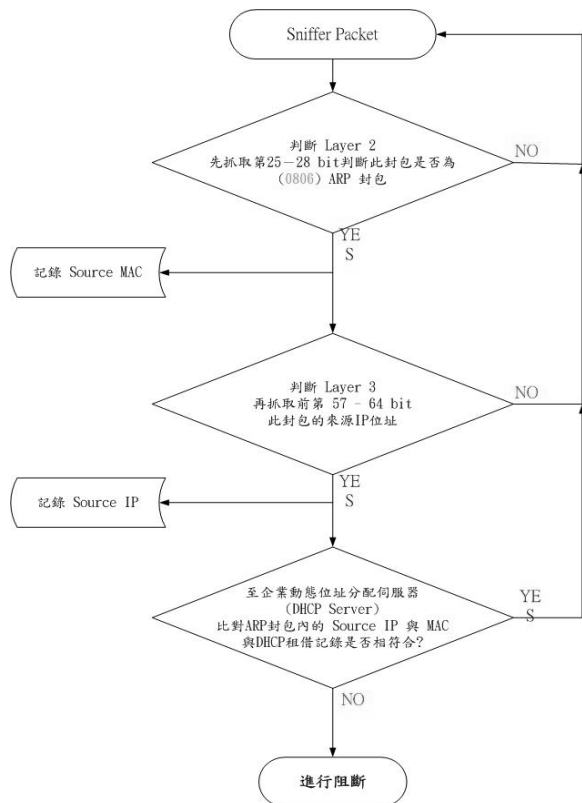 Sniffer Packet
判斷 Layer 2
先抓取第25－28 bit判斷此封包是否為
(0806) ARP 封包
NO
YE
S
記錄 Source MAC
判斷 Layer 3
再抓取前第 57 - 64 bit
此封包的來源IP位址
NO
YE
S
記錄 Source IP
至企業動態位址分配伺服器
(DHCP Server)
比對ARP封包內的 Source IP 與 MAC
與DHCP租借記錄是否相符合?
YE
S
NO
進行阻斷